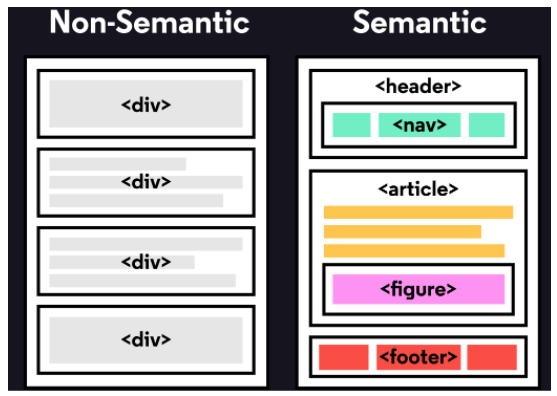 Non-Semantic
<div>
<div>
<div>
<div>
Semantic
<header>
<nav>
<article>
<figure>
<footer>